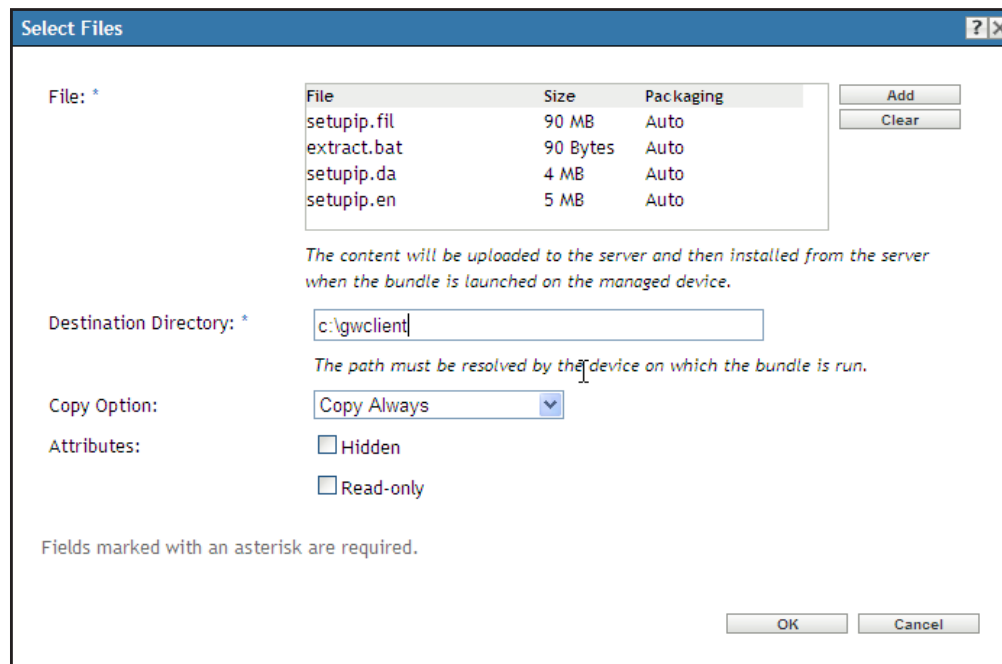 Select Files
?
File: *
File Size Packaging
Add
setupip.fil 90 MB Auto
Clear
extract.bat 90 Bytes Auto
setupip.da 4 MB Auto
setupip.en 5 MB Auto
The content will be uploaded to the server and then installed from the server
when the bundle is launched on the managed device.
Destination Directory: *
c:\gwclient
The path must be resolved by the device on which the bundle is run.
Copy Option:
Copy Always
Attributes:
Hidden
Read-only
Fields marked with an asterisk are required.
OK
Cancel